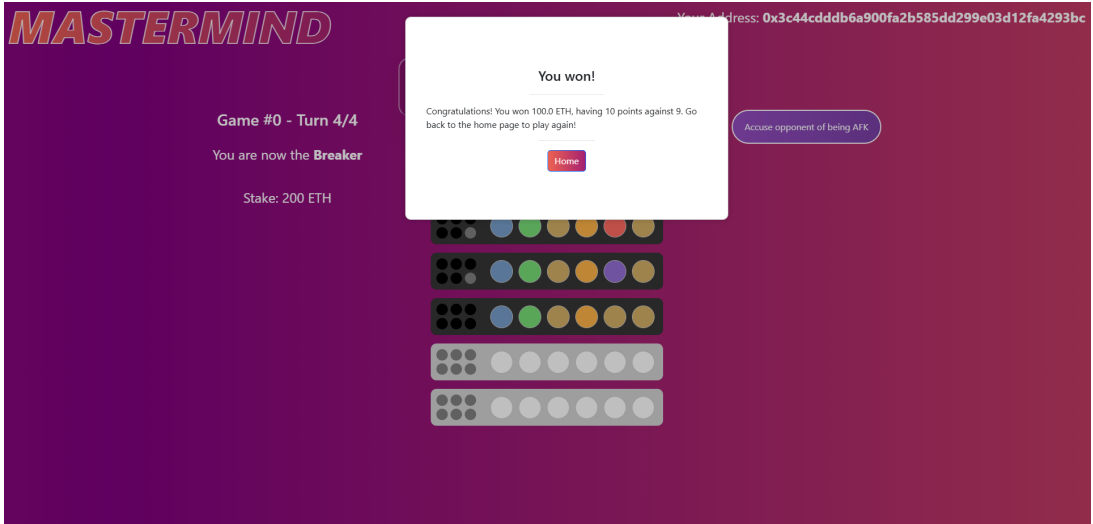 MASTERMIND
Your Address: 0x3c44cdddb6a900fa2b585dd299e03d12fa4293bc
You won!
Congratulations! You won 100.0 ETH, having 10 points against 9. Go
back to the home page to play again!
Home
Game #0 - Turn 4/4
You are now the Breaker
Stake: 200 ETH
Accuse opponent of being AFK